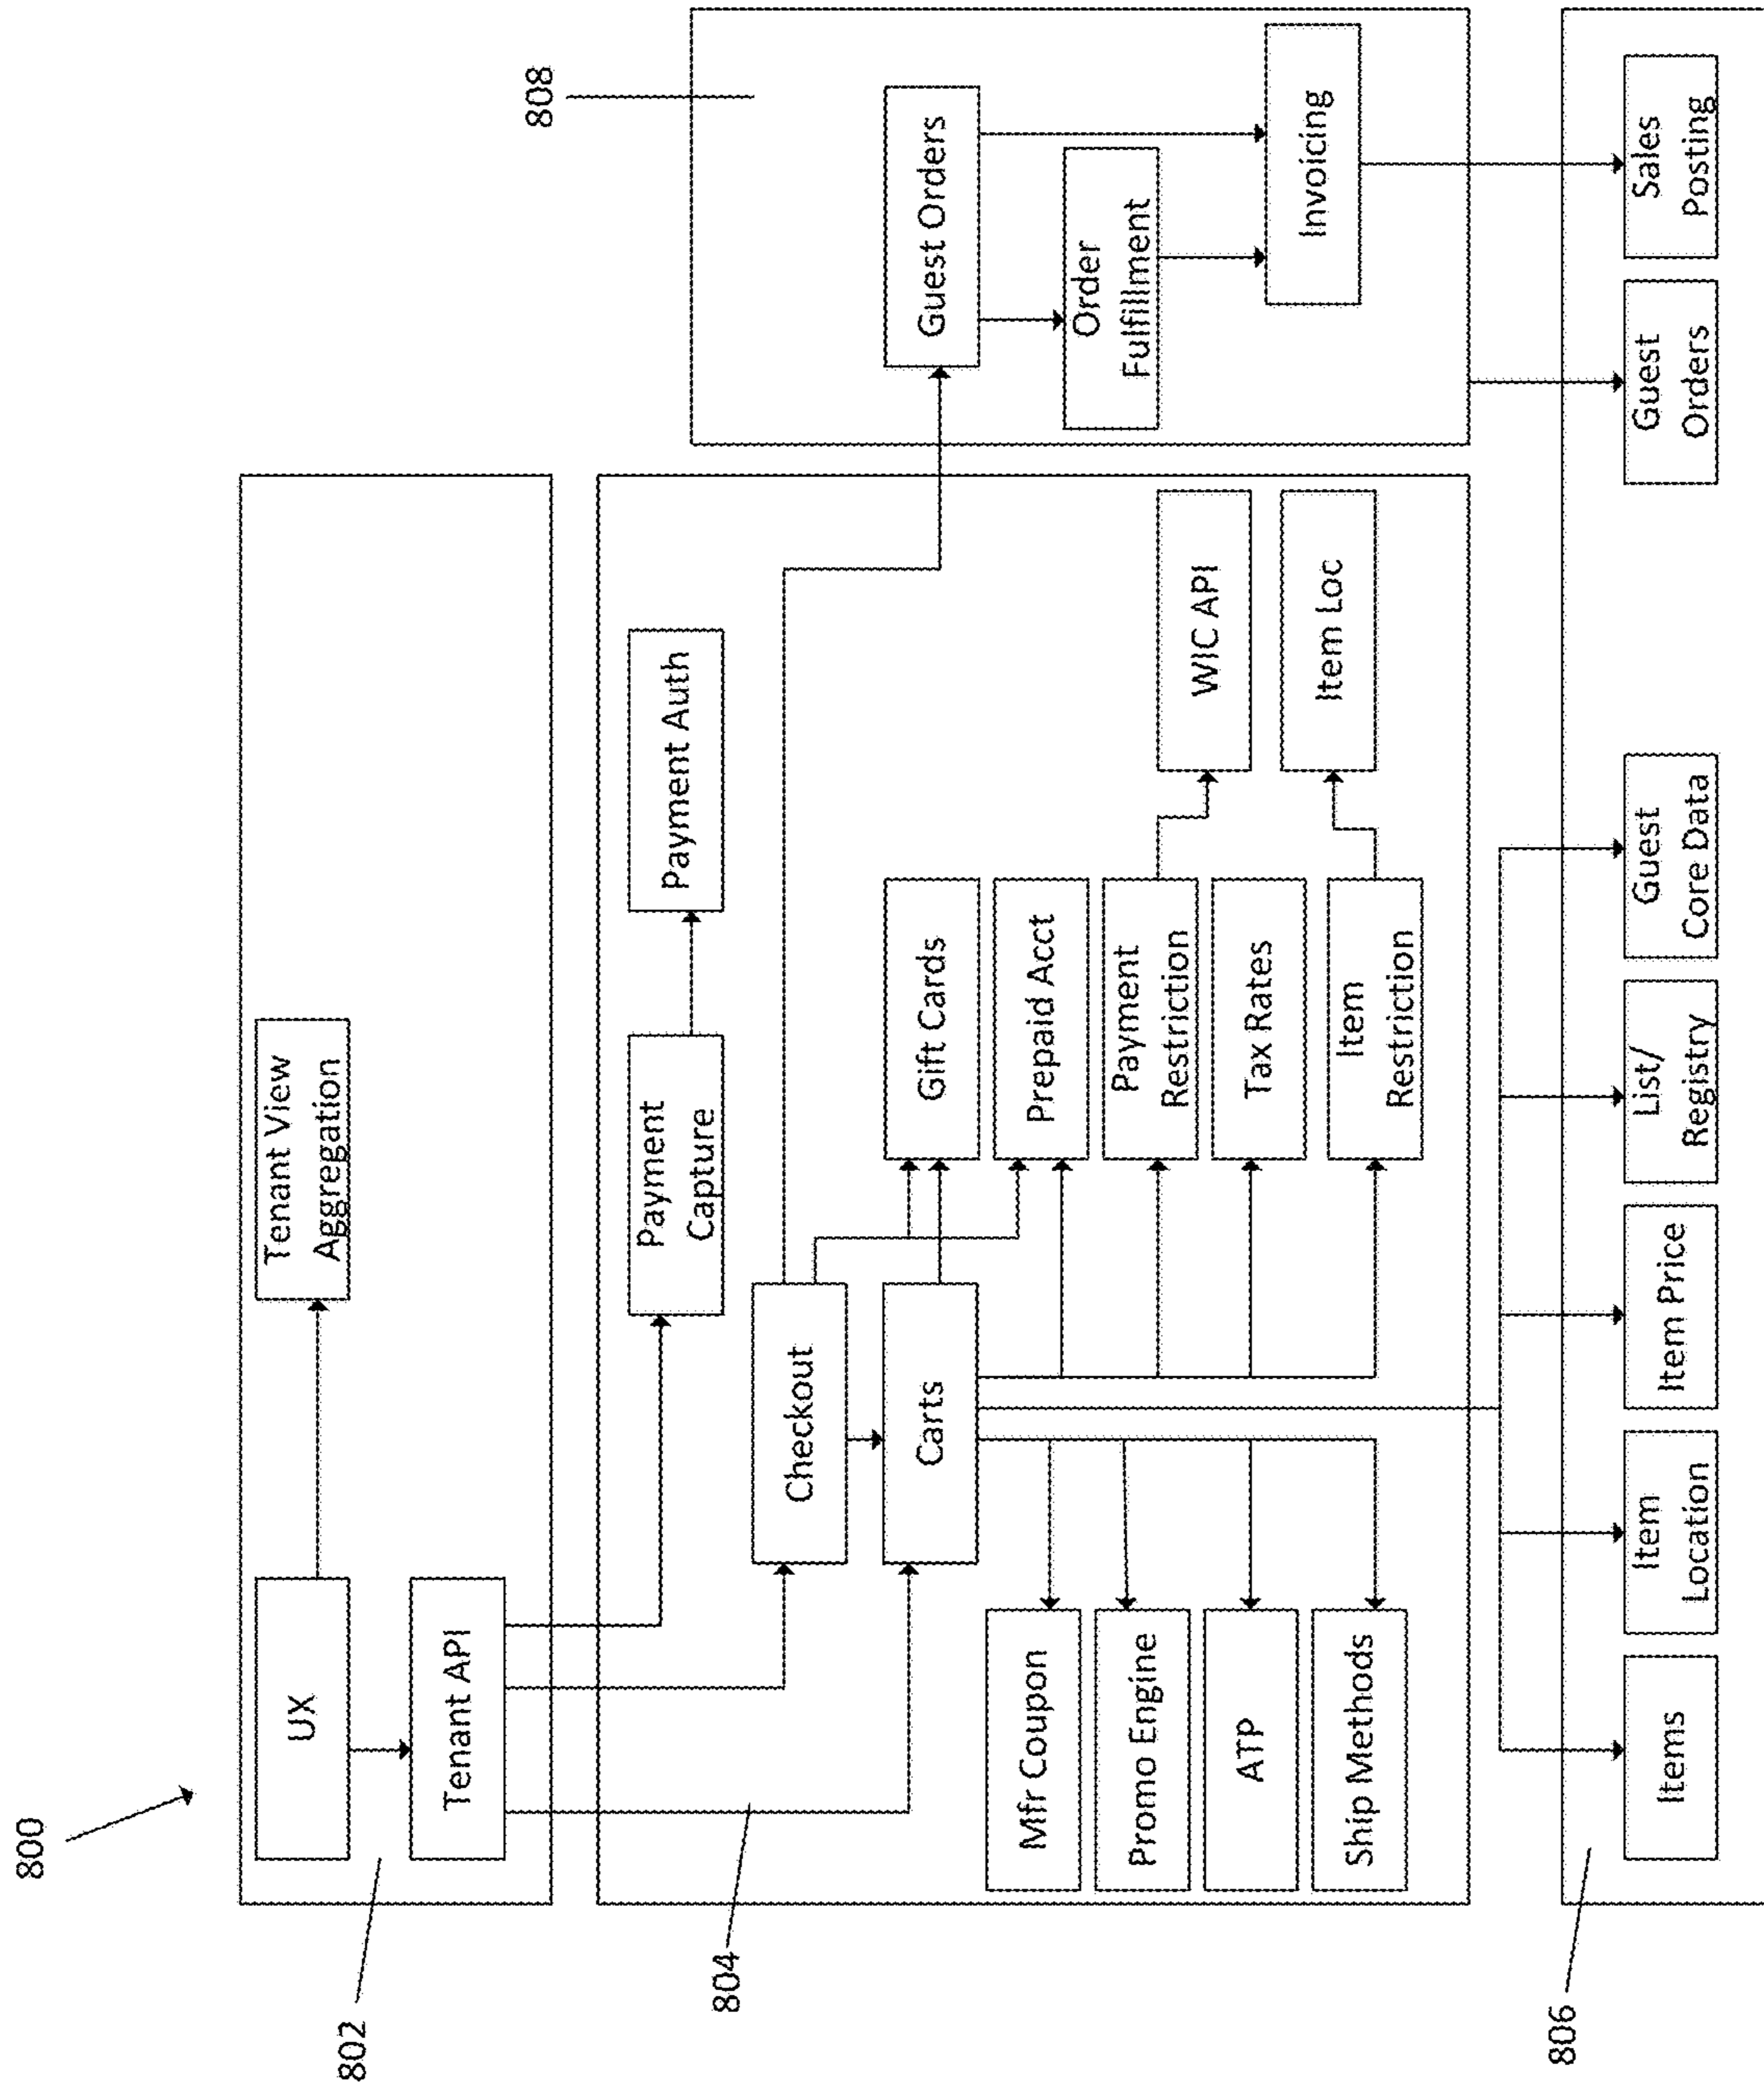 800
802
UX
Tenant View
Aggregation
Tenant API
804
Payment
Capture
Payment Auth
Checkout
Carts
Gift Cards
Prepaid Acct
Payment
Restriction
Tax Rates
Item
Restriction
WIC API
Item Loc
Mfr Coupon
Promo Engine
ATP
Ship Methods
808
Guest Orders
Order
Fulfillment
Invoicing
806
Items
Item
Location
Item Price
List/
Registry
Guest
Core Data
Guest
Orders
Sales
Posting